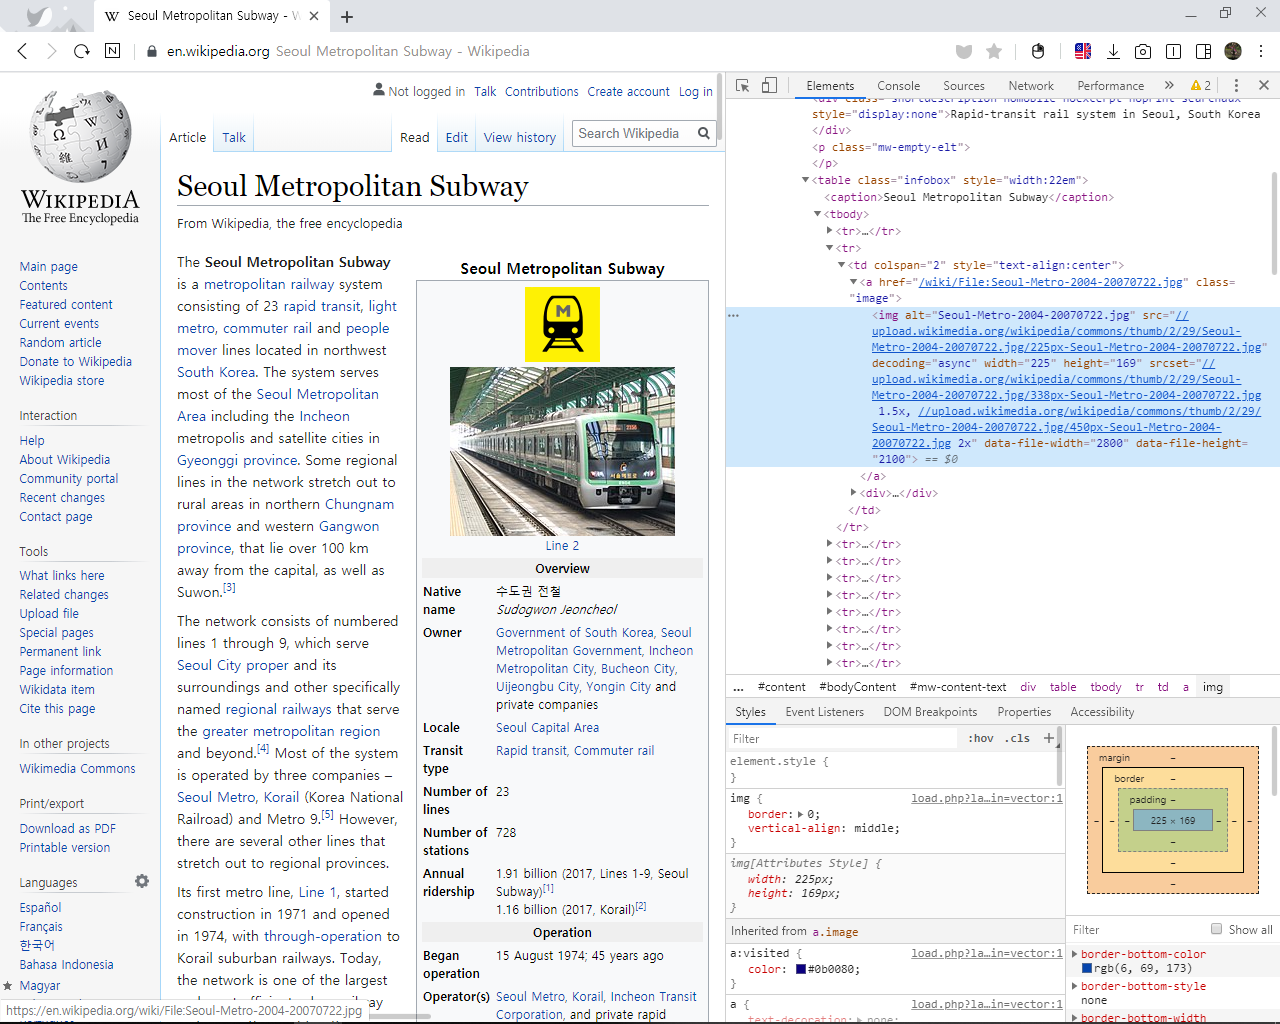 Seoul Metropolitan Subway - W
en.wikipedia.org Seoul Metropolitan Subway - Wikipedia
Not logged in Talk Contributions Create account Log in
Article Talk Read Edit View history Search Wikipedia
WIKIPEDIA
The Free Encyclopedia
Main page
Contents
Featured content
Current events
Random article
Donate to Wikipedia
Wikipedia store
Interaction
Help
About Wikipedia
Community portal
Recent changes
Contact page
Tools
What links here
Related changes
Upload file
Special pages
Permanent link
Page information
Wikidata item
Cite this page
In other projects
Wikimedia Commons
Print/export
Download as PDF
Printable version
Languages
Español
Français
한국어
Bahasa Indonesia
Magyar
https://en.wikipedia.org/wiki/File:Seoul-Metro-2004-20070722.jpg
Seoul Metropolitan Subway
From Wikipedia, the free encyclopedia
The Seoul Metropolitan Subway
is a metropolitan railway system
consisting of 23 rapid transit, light
metro, commuter rail and people
mover lines located in northwest
South Korea. The system serves
most of the Seoul Metropolitan
Area including the Incheon
metropolis and satellite cities in
Gyeonggi province. Some regional
lines in the network stretch out to
rural areas in northern Chungnam
province and western Gangwon
province, that lie over 100 km
away from the capital, as well as
Suwon.[3]
The network consists of numbered
lines 1 through 9, which serve
Seoul City proper and its
surroundings and other specifically
named regional railways that serve
the greater metropolitan region
and beyond.[4] Most of the system
is operated by three companies –
Seoul Metro, Korail (Korea National
Railroad) and Metro 9.[5] However,
there are several other lines that
stretch out to regional provinces.
Its first metro line, Line 1, started
construction in 1971 and opened
in 1974, with through-operation to
Korail suburban railways. Today,
the network is one of the largest
Seoul Metropolitan Subway
M
서울메트로
Line 2
Overview
Native name 수도권 전철
Sudogwon Jeoncheol
Owner Government of South Korea, Seoul
Metropolitan Government, Incheon
Metropolitan City, Bucheon City,
Uijeongbu City, Yongin City and
private companies
Locale Seoul Capital Area
Transit type Rapid transit, Commuter rail
Number of lines 23
Number of stations 728
Annual ridership 1.91 billion (2017, Lines 1-9, Seoul
Subway)[1]
1.16 billion (2017, Korail)[2]
Operation
Began operation 15 August 1974; 45 years ago
Operator(s) Seoul Metro, Korail, Incheon Transit
Corporation, and private rapid
Elements Console Sources Network Performance » 2
<div class="shortdescription nomobile noexcerpt noprint searchaux"
style="display:none">Rapid-transit rail system in Seoul, South Korea
</div>
<p class="mw-empty-elt">
</p>
<table class="infobox" style="width:22em">
<caption>Seoul Metropolitan Subway</caption>
<tbody>
<tr>…</tr>
<tr>
<td colspan="2" style="text-align:center">
<a href="/wiki/File:Seoul-Metro-2004-20070722.jpg" class=
"image">
<img alt="Seoul-Metro-2004-20070722.jpg" src="//
upload.wikimedia.org/wikipedia/commons/thumb/2/29/Seoul-
Metro-2004-20070722.jpg/225px-Seoul-Metro-2004-20070722.jpg"
decoding="async" width="225" height="169" srcset="//
upload.wikimedia.org/wikipedia/commons/thumb/2/29/Seoul-
Metro-2004-20070722.jpg/338px-Seoul-Metro-2004-20070722.jpg
1.5x, //upload.wikimedia.org/wikipedia/commons/thumb/2/29/
Seoul-Metro-2004-20070722.jpg/450px-Seoul-Metro-2004-
20070722.jpg 2x" data-file-width="2800" data-file-height=
"2100"> == $0
</a>
<div>…</div>
</td>
</tr>
<tr>…</tr>
<tr>…</tr>
<tr>…</tr>
<tr>…</tr>
<tr>…</tr>
<tr>…</tr>
<tr>…</tr>
<tr>…</tr>
... #content #bodyContent #mw-content-text div table tbody tr td a img
Styles Event Listeners DOM Breakpoints Properties Accessibility
Filter :hov .cls +
element.style {
}
img { load.php?la…in=vector:1
border: 0;
vertical-align: middle;
}
img[Attributes Style] {
width: 225px;
height: 169px;
}
Inherited from a.image
a:visited { load.php?la…in=vector:1
color: #0b0080;
}
a { load.php?la…in=vector:1
text-decoration: none;
margin –
border –
padding –
– – – 225 × 169 – – –
–
–
–
Filter Show all
border-bottom-color
rgb(6, 69, 173)
border-bottom-style
none
border-bottom-width